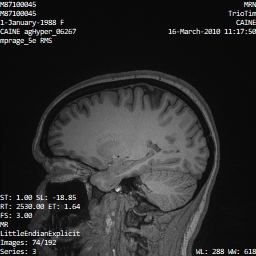 M87100045
MRN
M87100045
TrioTim
1-January-1988 F
CAINE
CAINE agHyper_06267
16-March-2010 11:17:50
mprage_5e RMS
ST: 1.00 SL: -18.85
RT: 2530.00 ET: 1.64
FS: 3.00
MR
LittleEndianExplicit
Images: 74/192
Series: 3
WL: 288 WW: 618